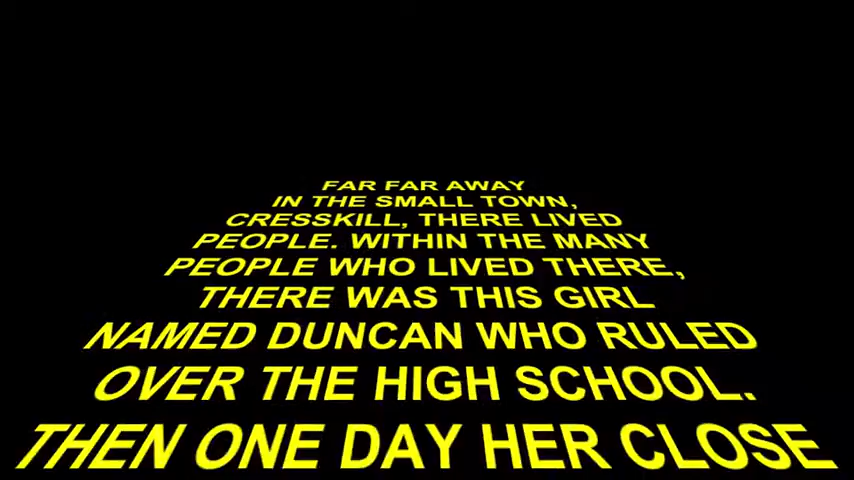 FAR FAR AWAY
IN THE SMALL TOWN,
CRESSKILL, THERE LIVED
PEOPLE. WITHIN THE MANY
PEOPLE WHO LIVED THERE,
THERE WAS THIS GIRL
NAMED DUNCAN WHO RULED
OVER THE HIGH SCHOOL.
THEN ONE DAY HER CLOSE